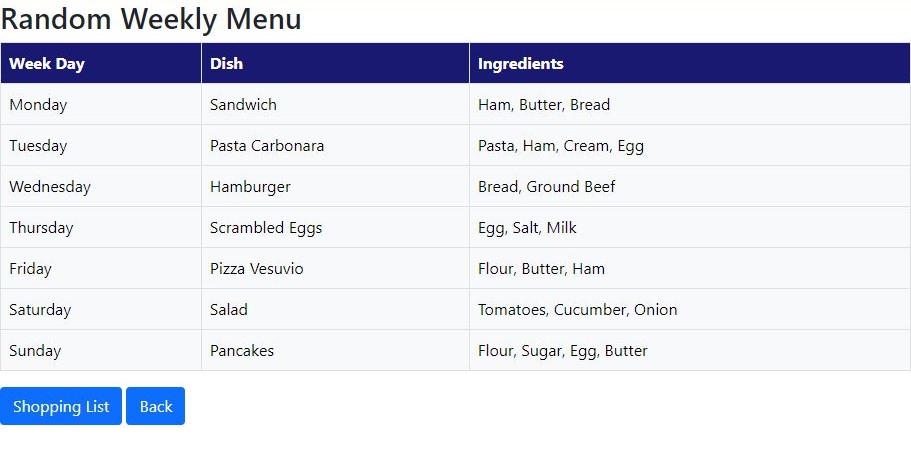 Random Weekly Menu
Week Day Dish Ingredients
Monday Sandwich Ham, Butter, Bread
Tuesday Pasta Carbonara Pasta, Ham, Cream, Egg
Wednesday Hamburger Bread, Ground Beef
Thursday Scrambled Eggs Egg, Salt, Milk
Friday Pizza Vesuvio Flour, Butter, Ham
Saturday Salad Tomatoes, Cucumber, Onion
Sunday Pancakes Flour, Sugar, Egg, Butter
Shopping List Back